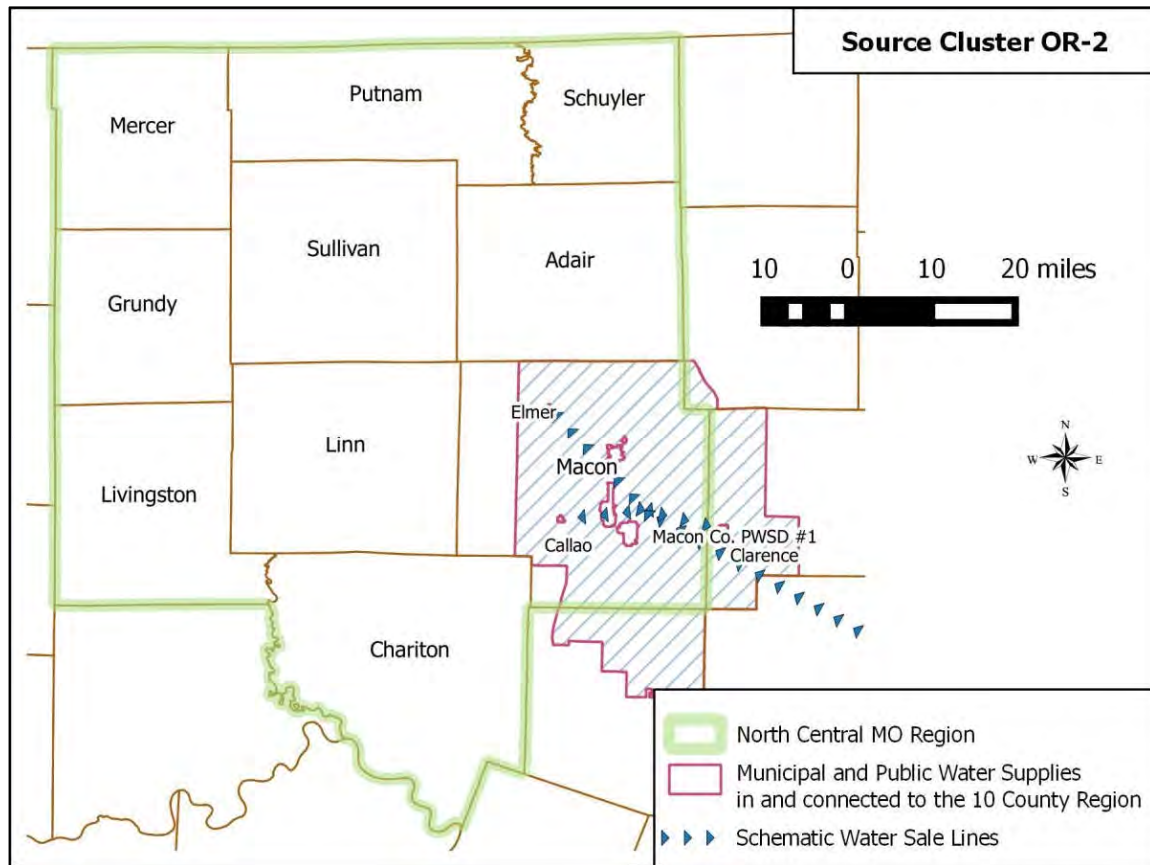 Source Cluster OR-2
Putnam
Schuyler
Mercer
Sullivan
Adair
10 0 10 20 miles
Grundy
Elmer
Linn
Macon
Livingston
N
W E
S
Callao
Macon Co. PWSD #1
Clarence
Chariton
North Central MO Region
Municipal and Public Water Supplies
in and connected to the 10 County Region
Schematic Water Sale Lines